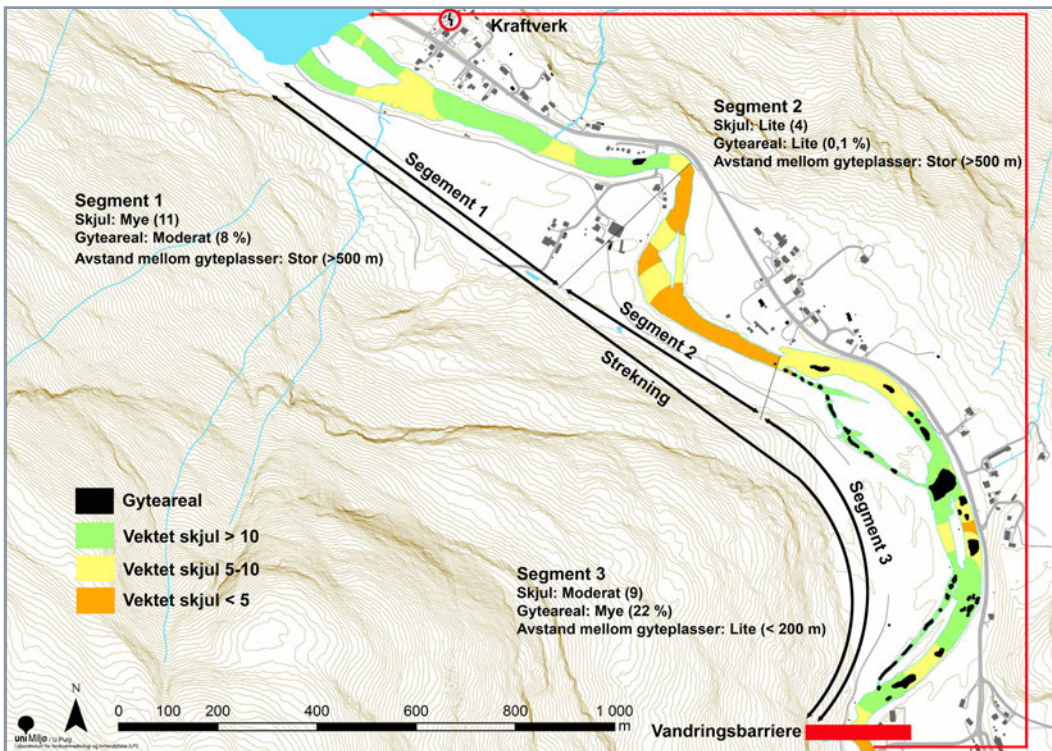 Kraftverk
Segment 2
Skjul: Lite (4)
Gyteareal: Lite (0,1 %)
Avstand mellom gyteplasser: Stor (>500 m)
Segment 1
Skjul: Mye (11)
Gyteareal: Moderat (8 %)
Avstand mellom gyteplasser: Stor (>500 m)
Segement 1
Segment 2
Strekning
Segment 3
Gyteareal
Vektet skjul > 10
Vektet skjul 5-10
Vektet skjul < 5
Segment 3
Skjul: Moderat (9)
Gyteareal: Mye (22 %)
Avstand mellom gyteplasser: Lite (< 200 m)
N
0 200 400 600 800 1 000
m
Vandringsbarriere
uni Miljø / U.Pulg